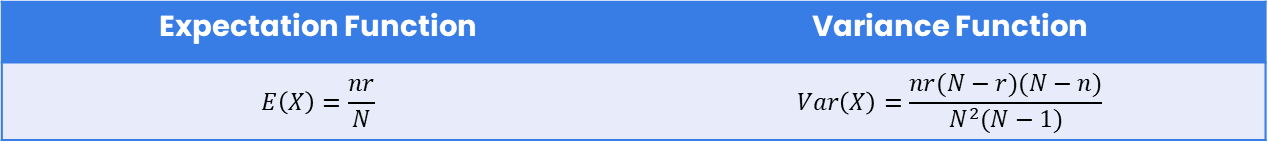 Expectation Function Variance Function
E(X) = nr/N Var(X) = nr(N − r)(N − n)/N²(N − 1)